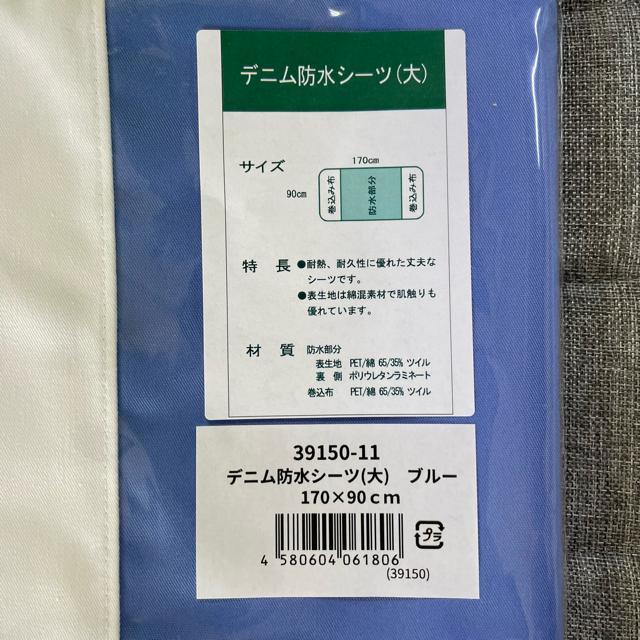 デニム防水シーツ(大)
サイズ
170cm
90cm
巻込み布
防水部分
巻込み布
特 長
●耐熱、耐久性に優れた丈夫な
シーツです。
●表生地は綿混素材で肌触りも
優れています。
材 質
防水部分
表生地 PET/綿 65/35% ツイル
裏 側 ポリウレタンラミネート
巻込布 PET/綿 65/35% ツイル
39150-11
デニム防水シーツ(大) ブルー
170×90cm
プラ
4 580604 061806
(39150)